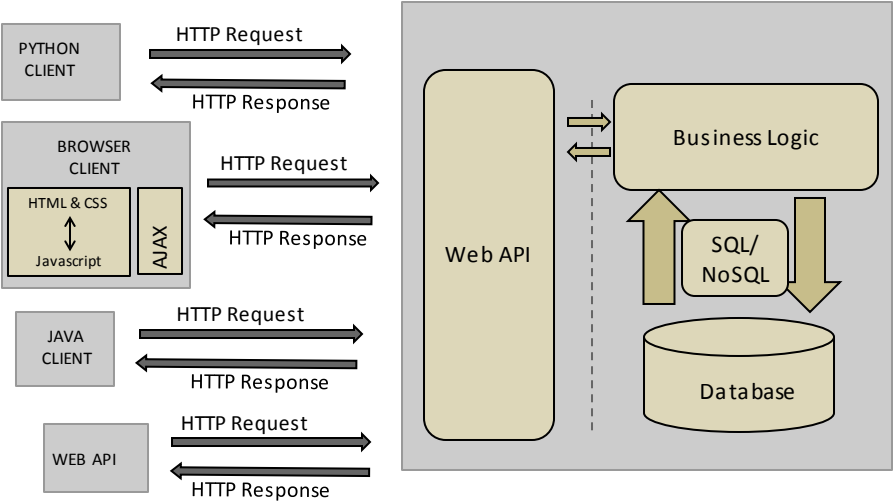 PYTHON
CLIENT
HTTP Request
HTTP Response
BROWSER
CLIENT
HTML & CSS
Javascript
AJAX
HTTP Request
HTTP Response
JAVA
CLIENT
HTTP Request
HTTP Response
WEB API
HTTP Request
HTTP Response
Web API
Business Logic
SQL/
NoSQL
Database